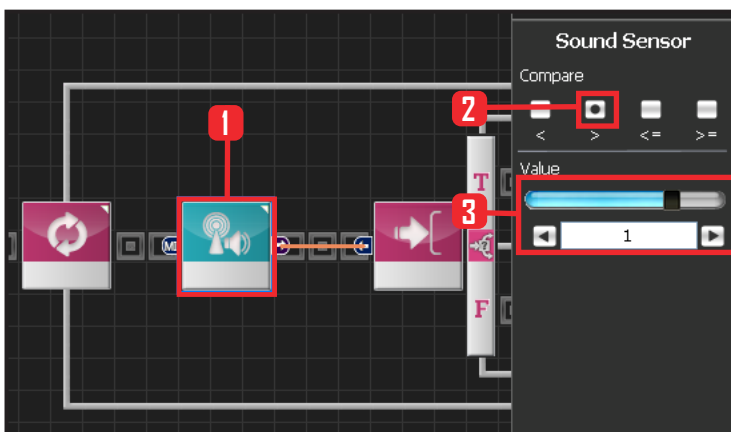 Sound Sensor
Compare
2
< > <= >=
1
Value
T
3
1
M
F